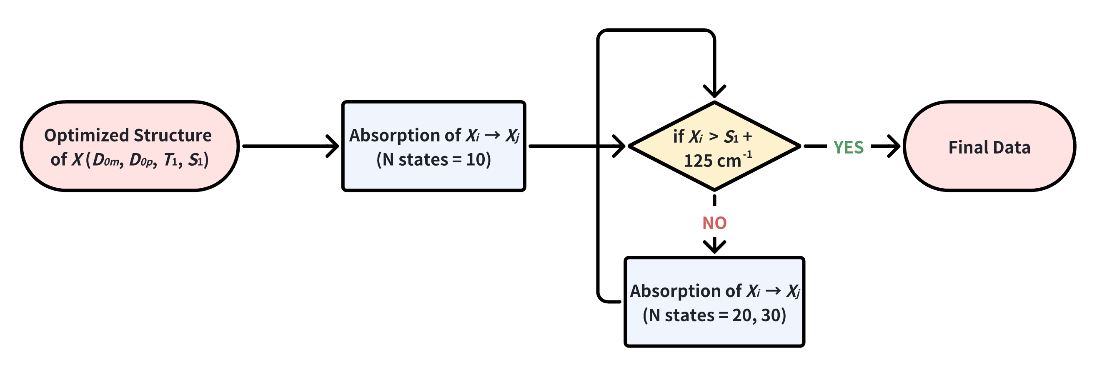 Optimized Structure
of X (D₀ₘ, D₀ₚ, T₁, S₁)
Absorption of Xᵢ → Xⱼ
(N states = 10)
if Xᵢ > S₁ +
125 cm⁻¹
YES
Final Data
NO
Absorption of Xᵢ → Xⱼ
(N states = 20, 30)